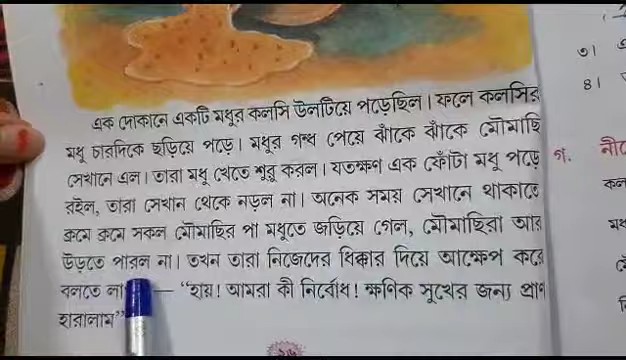 এক দোকানে একটি মধুর কলসি উলটিয়ে পড়েছিল। ফলে কলসির
মধু চারদিকে ছড়িয়ে পড়ে। মধুর গন্ধ পেয়ে ঝাঁকে ঝাঁকে মৌমাছি
সেখানে এল। তারা মধু খেতে শুরু করল। যতক্ষণ এক ফোঁটা মধু পড়ে
রইল, তারা সেখান থেকে নড়ল না। অনেক সময় সেখানে থাকাতে
ক্রমে ক্রমে সকল মৌমাছির পা মধুতে জড়িয়ে গেল, মৌমাছিরা আর
উড়তে পারল না। তখন তারা নিজেদের ধিক্কার দিয়ে আক্ষেপ করে
বলতে লা — “হায়! আমরা কী নির্বোধ! ক্ষণিক সুখের জন্য প্রাণ
হারালাম”
৩।
৪।
গ. নীচে